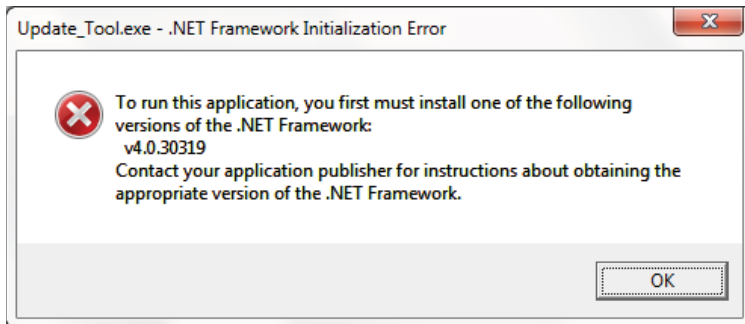 Update_Tool.exe - .NET Framework Initialization Error
To run this application, you first must install one of the following
versions of the .NET Framework:
v4.0.30319
Contact your application publisher for instructions about obtaining the
appropriate version of the .NET Framework.
OK